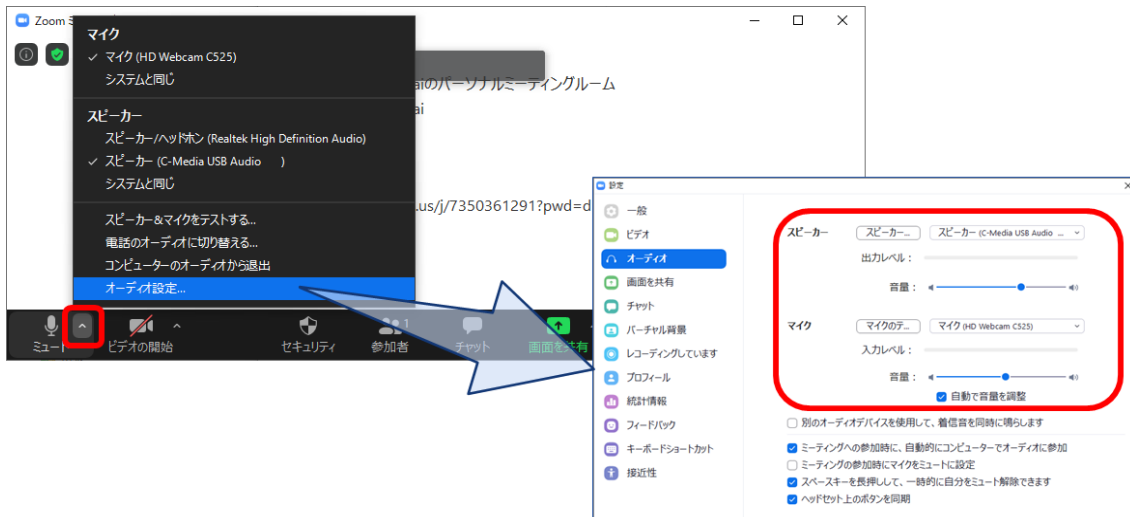 Zoom
マイク
マイク (HD Webcam C525)
システムと同じ
スピーカー
スピーカー/ヘッドホン (Realtek High Definition Audio)
スピーカー (C-Media USB Audio )
システムと同じ
スピーカー&マイクをテストする...
電話のオーディオに切り替える...
コンピューターのオーディオから退出
オーディオ設定...
aiのパーソナルミーティングルーム
ai
.us/j/7350361291?pwd=d
ミュート
ビデオの開始
セキュリティ
1
参加者
チャット
画面を共有
設定
一般
ビデオ
オーディオ
画面を共有
チャット
バーチャル背景
レコーディングしています
プロフィール
統計情報
フィードバック
キーボードショートカット
接近性
スピーカー
スピーカー...
スピーカー (C-Media USB Audio ...
出力レベル:
音量:
マイク
マイクのテ...
マイク (HD Webcam C525)
入力レベル:
音量:
自動で音量を調整
別のオーディオデバイスを使用して、着信音を同時に鳴らします
ミーティングへの参加時に、自動的にコンピューターでオーディオに参加
ミーティングの参加時にマイクをミュートに設定
スペースキーを長押しして、一時的に自分をミュート解除できます
ヘッドセット上のボタンを同期